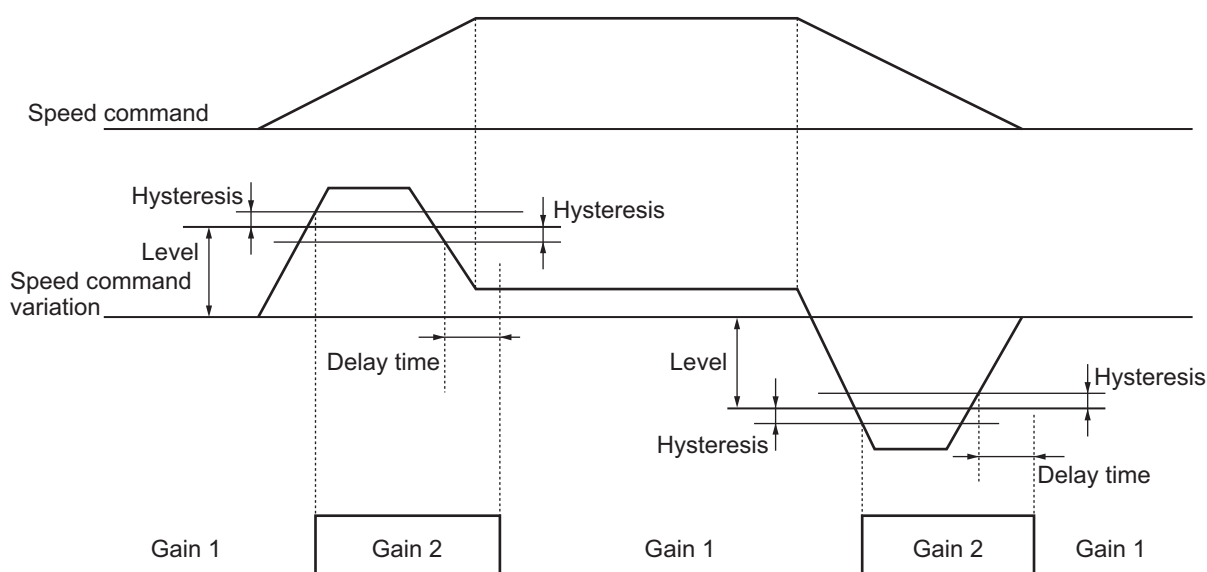 Speed command
Hysteresis
Hysteresis
Level
Speed command
variation
Delay time
Level
Hysteresis
Hysteresis
Delay time
Gain 1
Gain 2
Gain 1
Gain 2
Gain 1